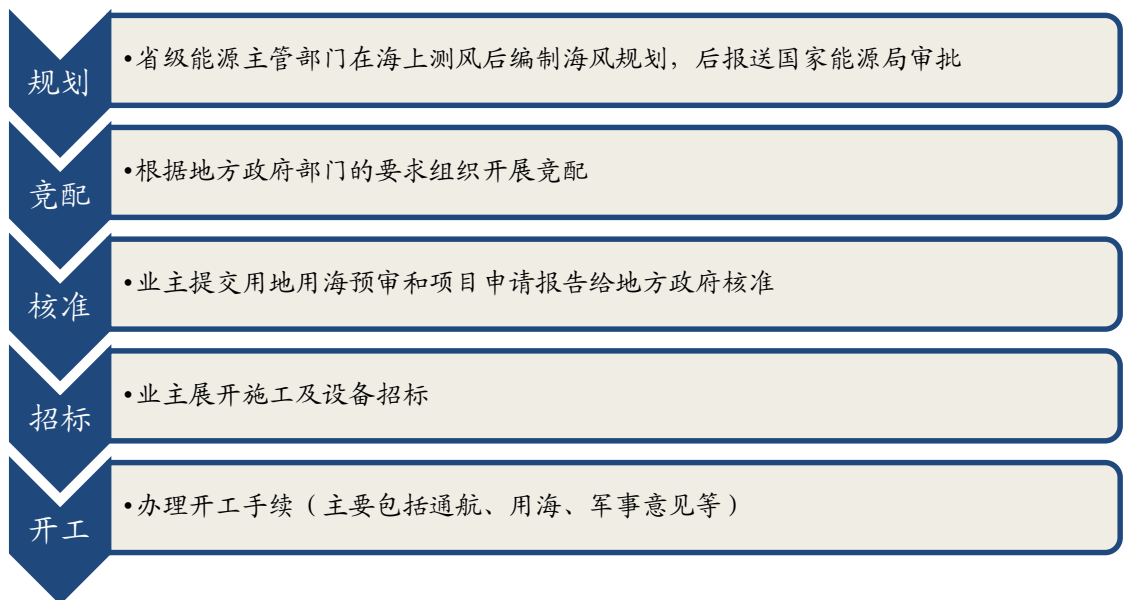 规划
•省级能源主管部门在海上测风后编制海风规划，后报送国家能源局审批
竞配
•根据地方政府部门的要求组织开展竞配
核准
•业主提交用地用海预审和项目申请报告给地方政府核准
招标
•业主展开施工及设备招标
开工
•办理开工手续（主要包括通航、用海、军事意见等）